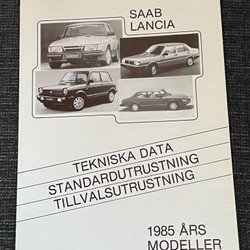 SAAB
LANCIA
TEKNISKA DATA
STANDARDUTRUSTNING
TILLVALSUTRUSTNING
1985 ÅRS
MODELLER